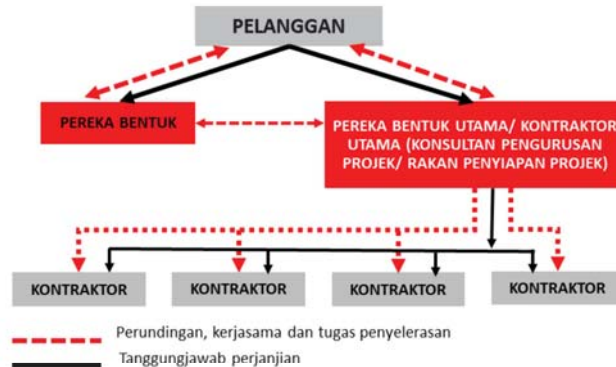 PELANGGAN
PEREKA BENTUK
PEREKA BENTUK UTAMA/ KONTRAKTOR
UTAMA (KONSULTAN PENGURUSAN
PROJEK/ RAKAN PENYIAPAN PROJEK)
KONTRAKTOR
KONTRAKTOR
KONTRAKTOR
KONTRAKTOR
Perundingan, kerjasama dan tugas penyelerasan
Tanggungjawab perjanjian